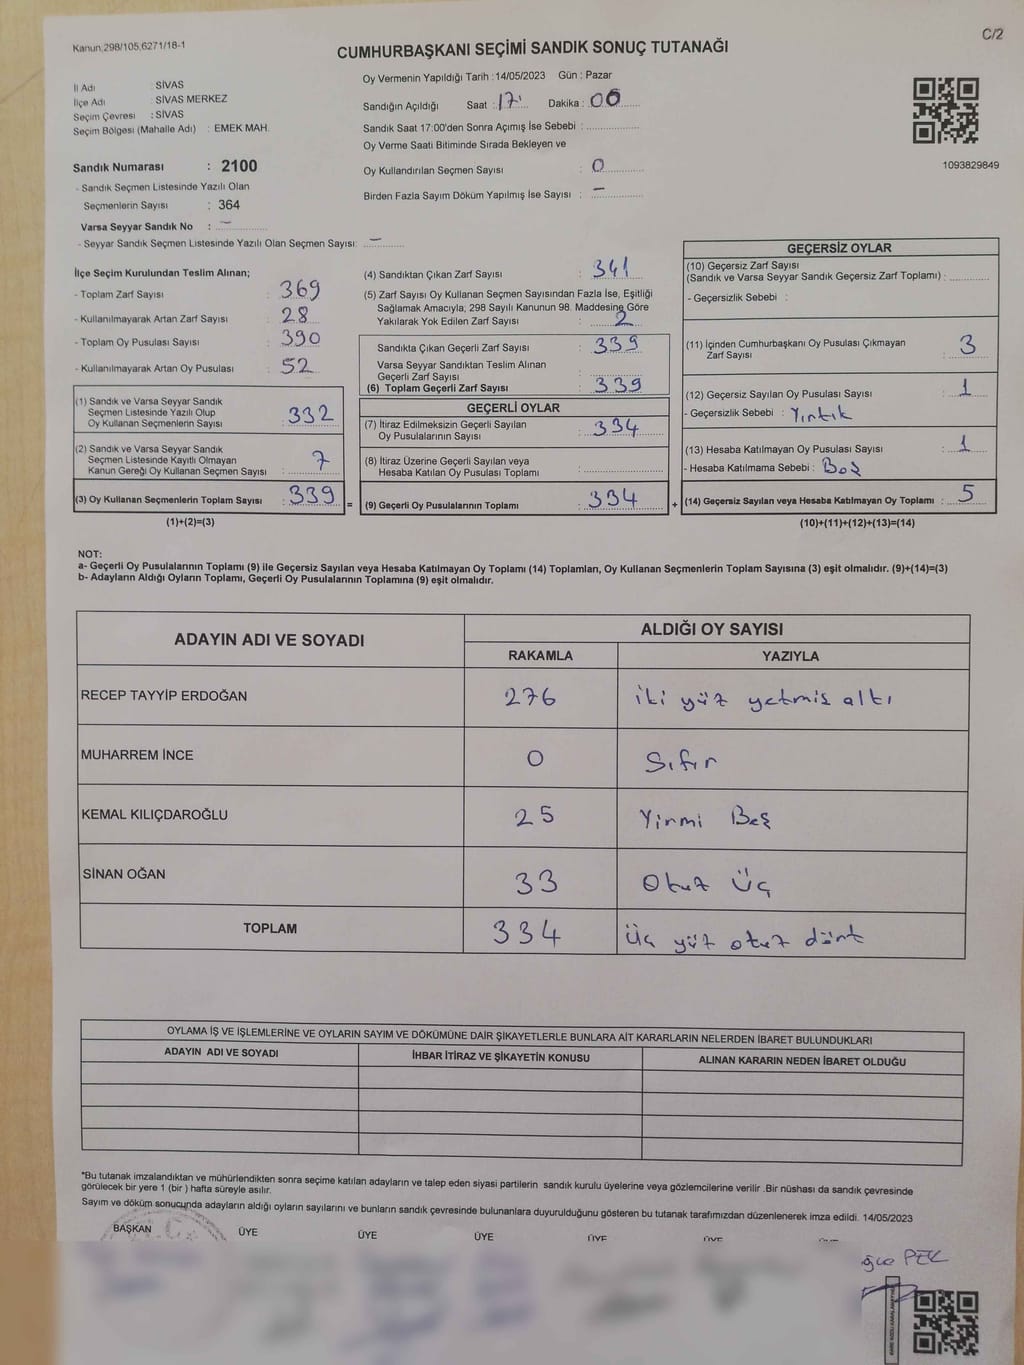 Kanun;298/105,6271/18-1
C/2
CUMHURBAŞKANI SEÇİMİ SANDIK SONUÇ TUTANAĞI
İl Adı : SİVAS
İlçe Adı : SİVAS MERKEZ
Seçim Çevresi : SİVAS
Seçim Bölgesi (Mahalle Adı) : EMEK MAH.
Sandık Numarası : 2100
- Sandık Seçmen Listesinde Yazılı Olan
Seçmenlerin Sayısı : 364
Varsa Seyyar Sandık No : -
- Seyyar Sandık Seçmen Listesinde Yazılı Olan Seçmen Sayısı: -
Oy Vermenin Yapıldığı Tarih :14/05/2023 Gün : Pazar
Sandığın Açıldığı Saat : 17 Dakika : 00
Sandık Saat 17:00'den Sonra Açımış İse Sebebi :
Oy Verme Saati Bitiminde Sırada Bekleyen ve
Oy Kullandırılan Seçmen Sayısı : 0
Birden Fazla Sayım Döküm Yapılmış İse Sayısı : -
1093829849
İlçe Seçim Kurulundan Teslim Alınan;
- Toplam Zarf Sayısı : 369
- Kullanılmayarak Artan Zarf Sayısı : 28
- Toplam Oy Pusulası Sayısı : 390
- Kullanılmayarak Artan Oy Pusulası : 52
(1) Sandık ve Varsa Seyyar Sandık
Seçmen Listesinde Yazılı Olup
Oy Kullanan Seçmenlerin Sayısı : 332
(2) Sandık ve Varsa Seyyar Sandık
Seçmen Listesinde Kayıtlı Olmayan
Kanun Gereği Oy Kullanan Seçmen Sayısı : 7
(3) Oy Kullanan Seçmenlerin Toplam Sayısı : 339 =
(1)+(2)=(3)
(4) Sandıktan Çıkan Zarf Sayısı : 341
(5) Zarf Sayısı Oy Kullanan Seçmen Sayısından Fazla İse, Eşitliği
Sağlamak Amacıyla; 298 Sayılı Kanunun 98. Maddesine Göre
Yakılarak Yok Edilen Zarf Sayısı : 2
Sandıkta Çıkan Geçerli Zarf Sayısı : 339
Varsa Seyyar Sandıktan Teslim Alınan
Geçerli Zarf Sayısı :
(6) Toplam Geçerli Zarf Sayısı : 339
GEÇERLİ OYLAR
(7) İtiraz Edilmeksizin Geçerli Sayılan
Oy Pusulalarının Sayısı : 334
(8) İtiraz Üzerine Geçerli Sayılan veya
Hesaba Katılan Oy Pusulası Toplamı :
(9) Geçerli Oy Pusulalarının Toplamı : 334 +
GEÇERSİZ OYLAR
(10) Geçersiz Zarf Sayısı
(Sandık ve Varsa Seyyar Sandık Geçersiz Zarf Toplamı) :
- Geçersizlik Sebebi :
(11) İçinden Cumhurbaşkanı Oy Pusulası Çıkmayan
Zarf Sayısı : 3
(12) Geçersiz Sayılan Oy Pusulası Sayısı : 1
- Geçersizlik Sebebi : Yırtık
(13) Hesaba Katılmayan Oy Pusulası Sayısı : 1
- Hesaba Katılmama Sebebi : Boş
(14) Geçersiz Sayılan veya Hesaba Katılmayan Oy Toplamı : 5
(10)+(11)+(12)+(13)=(14)
NOT:
a- Geçerli Oy Pusulalarının Toplamı (9) ile Geçersiz Sayılan veya Hesaba Katılmayan Oy Toplamı (14) Toplamları, Oy Kullanan Seçmenlerin Toplam Sayısına (3) eşit olmalıdır. (9)+(14)=(3)
b- Adayların Aldığı Oyların Toplamı, Geçerli Oy Pusulalarının Toplamına (9) eşit olmalıdır.
ADAYIN ADI VE SOYADI ALDIĞI OY SAYISI
RAKAMLA YAZIYLA
RECEP TAYYİP ERDOĞAN 276 iki yüz yetmiş altı
MUHARREM İNCE 0 Sıfır
KEMAL KILIÇDAROĞLU 25 Yirmi Beş
SİNAN OĞAN 33 Otuz Üç
TOPLAM 334 Üç yüz otuz dört
OYLAMA İŞ VE İŞLEMLERİNE VE OYLARIN SAYIM VE DÖKÜMÜNE DAİR ŞİKAYETLERLE BUNLARA AİT KARARLARIN NELERDEN İBARET BULUNDUKLARI
ADAYIN ADI VE SOYADI İHBAR İTİRAZ VE ŞİKAYETİN KONUSU ALINAN KARARIN NEDEN İBARET OLDUĞU
*Bu tutanak imzalandıktan ve mühürlendikten sonra seçime katılan adayların ve talep eden siyasi partilerin sandık kurulu üyelerine veya gözlemcilerine verilir .Bir nüshası da sandık çevresinde
görülecek bir yere 1 (bir ) hafta süreyle asılır.
Sayım ve döküm sonucunda adayların aldığı oyların sayılarını ve bunların sandık çevresinde bulunanlara duyurulduğunu gösteren bu tutanak tarafımızdan düzenlenerek imza edildi. 14/05/2023
BAŞKAN ÜYE ÜYE ÜYE ÜYE ÜYE
PEK